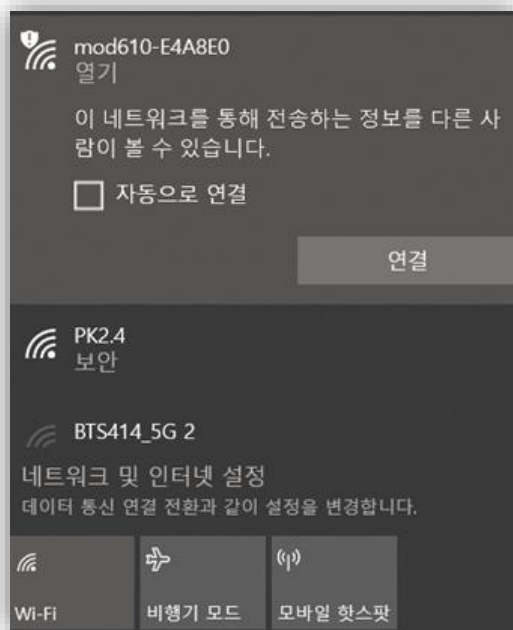 mod610-E4A8E0
열기
이 네트워크를 통해 전송하는 정보를 다른 사
람이 볼 수 있습니다.
자동으로 연결
연결
PK2.4
보안
BTS414_5G 2
네트워크 및 인터넷 설정
데이터 통신 연결 전환과 같이 설정을 변경합니다.
Wi-Fi
비행기 모드
모바일 핫스팟